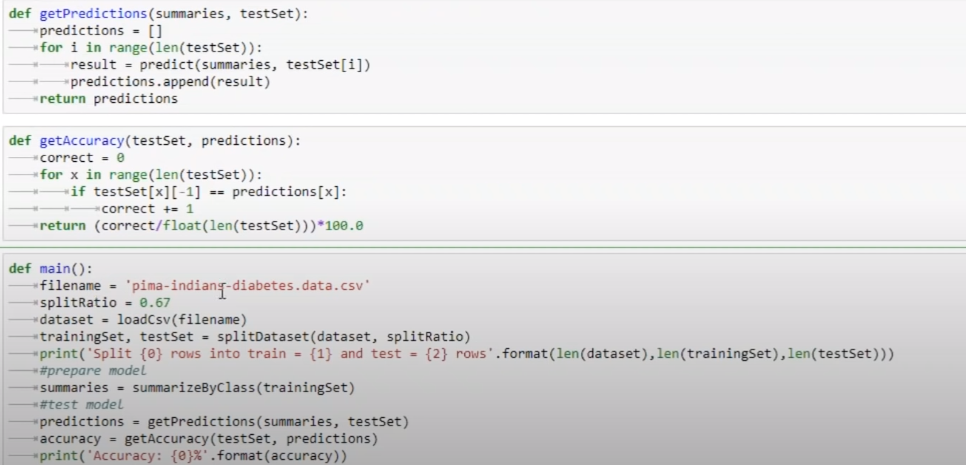 def getPredictions(summaries, testSet):
predictions = []
for i in range(len(testSet)):
result = predict(summaries, testSet[i])
predictions.append(result)
return predictions
def getAccuracy(testSet, predictions):
correct = 0
for x in range(len(testSet)):
if testSet[x][-1] == predictions[x]:
correct += 1
return (correct/float(len(testSet)))*100.0
def main():
filename = 'pima-indians-diabetes.data.csv'
splitRatio = 0.67
dataset = loadCsv(filename)
trainingSet, testSet = splitDataset(dataset, splitRatio)
print('Split {0} rows into train = {1} and test = {2} rows'.format(len(dataset),len(trainingSet),len(testSet)))
#prepare model
summaries = summarizeByClass(trainingSet)
#test model
predictions = getPredictions(summaries, testSet)
accuracy = getAccuracy(testSet, predictions)
print('Accuracy: {0}%'.format(accuracy))